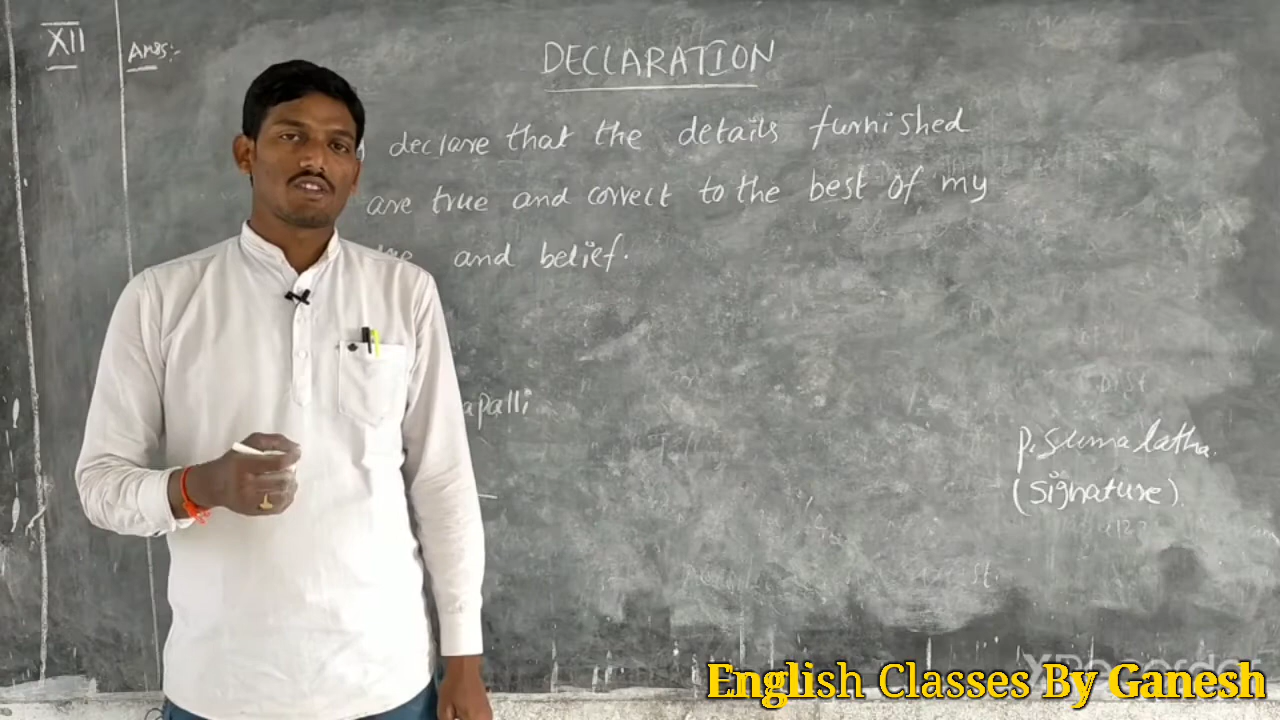 XII
Ans:-
DECLARATION
declare that the details furnished
are true and correct to the best of my
and belief.
apalli
P. Sumalatha.
(Signature).
English Classes By Ganesh